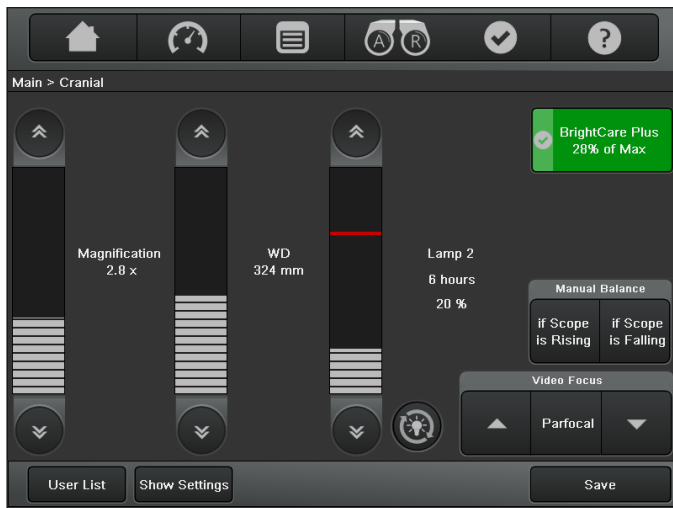 A R ?
Main > Cranial
BrightCare Plus
28% of Max
Magnification
2.8 x
WD
324 mm
Lamp 2
6 hours
20 %
Manual Balance
if Scope
is Rising
if Scope
is Falling
Video Focus
Parfocal
User List
Show Settings
Save